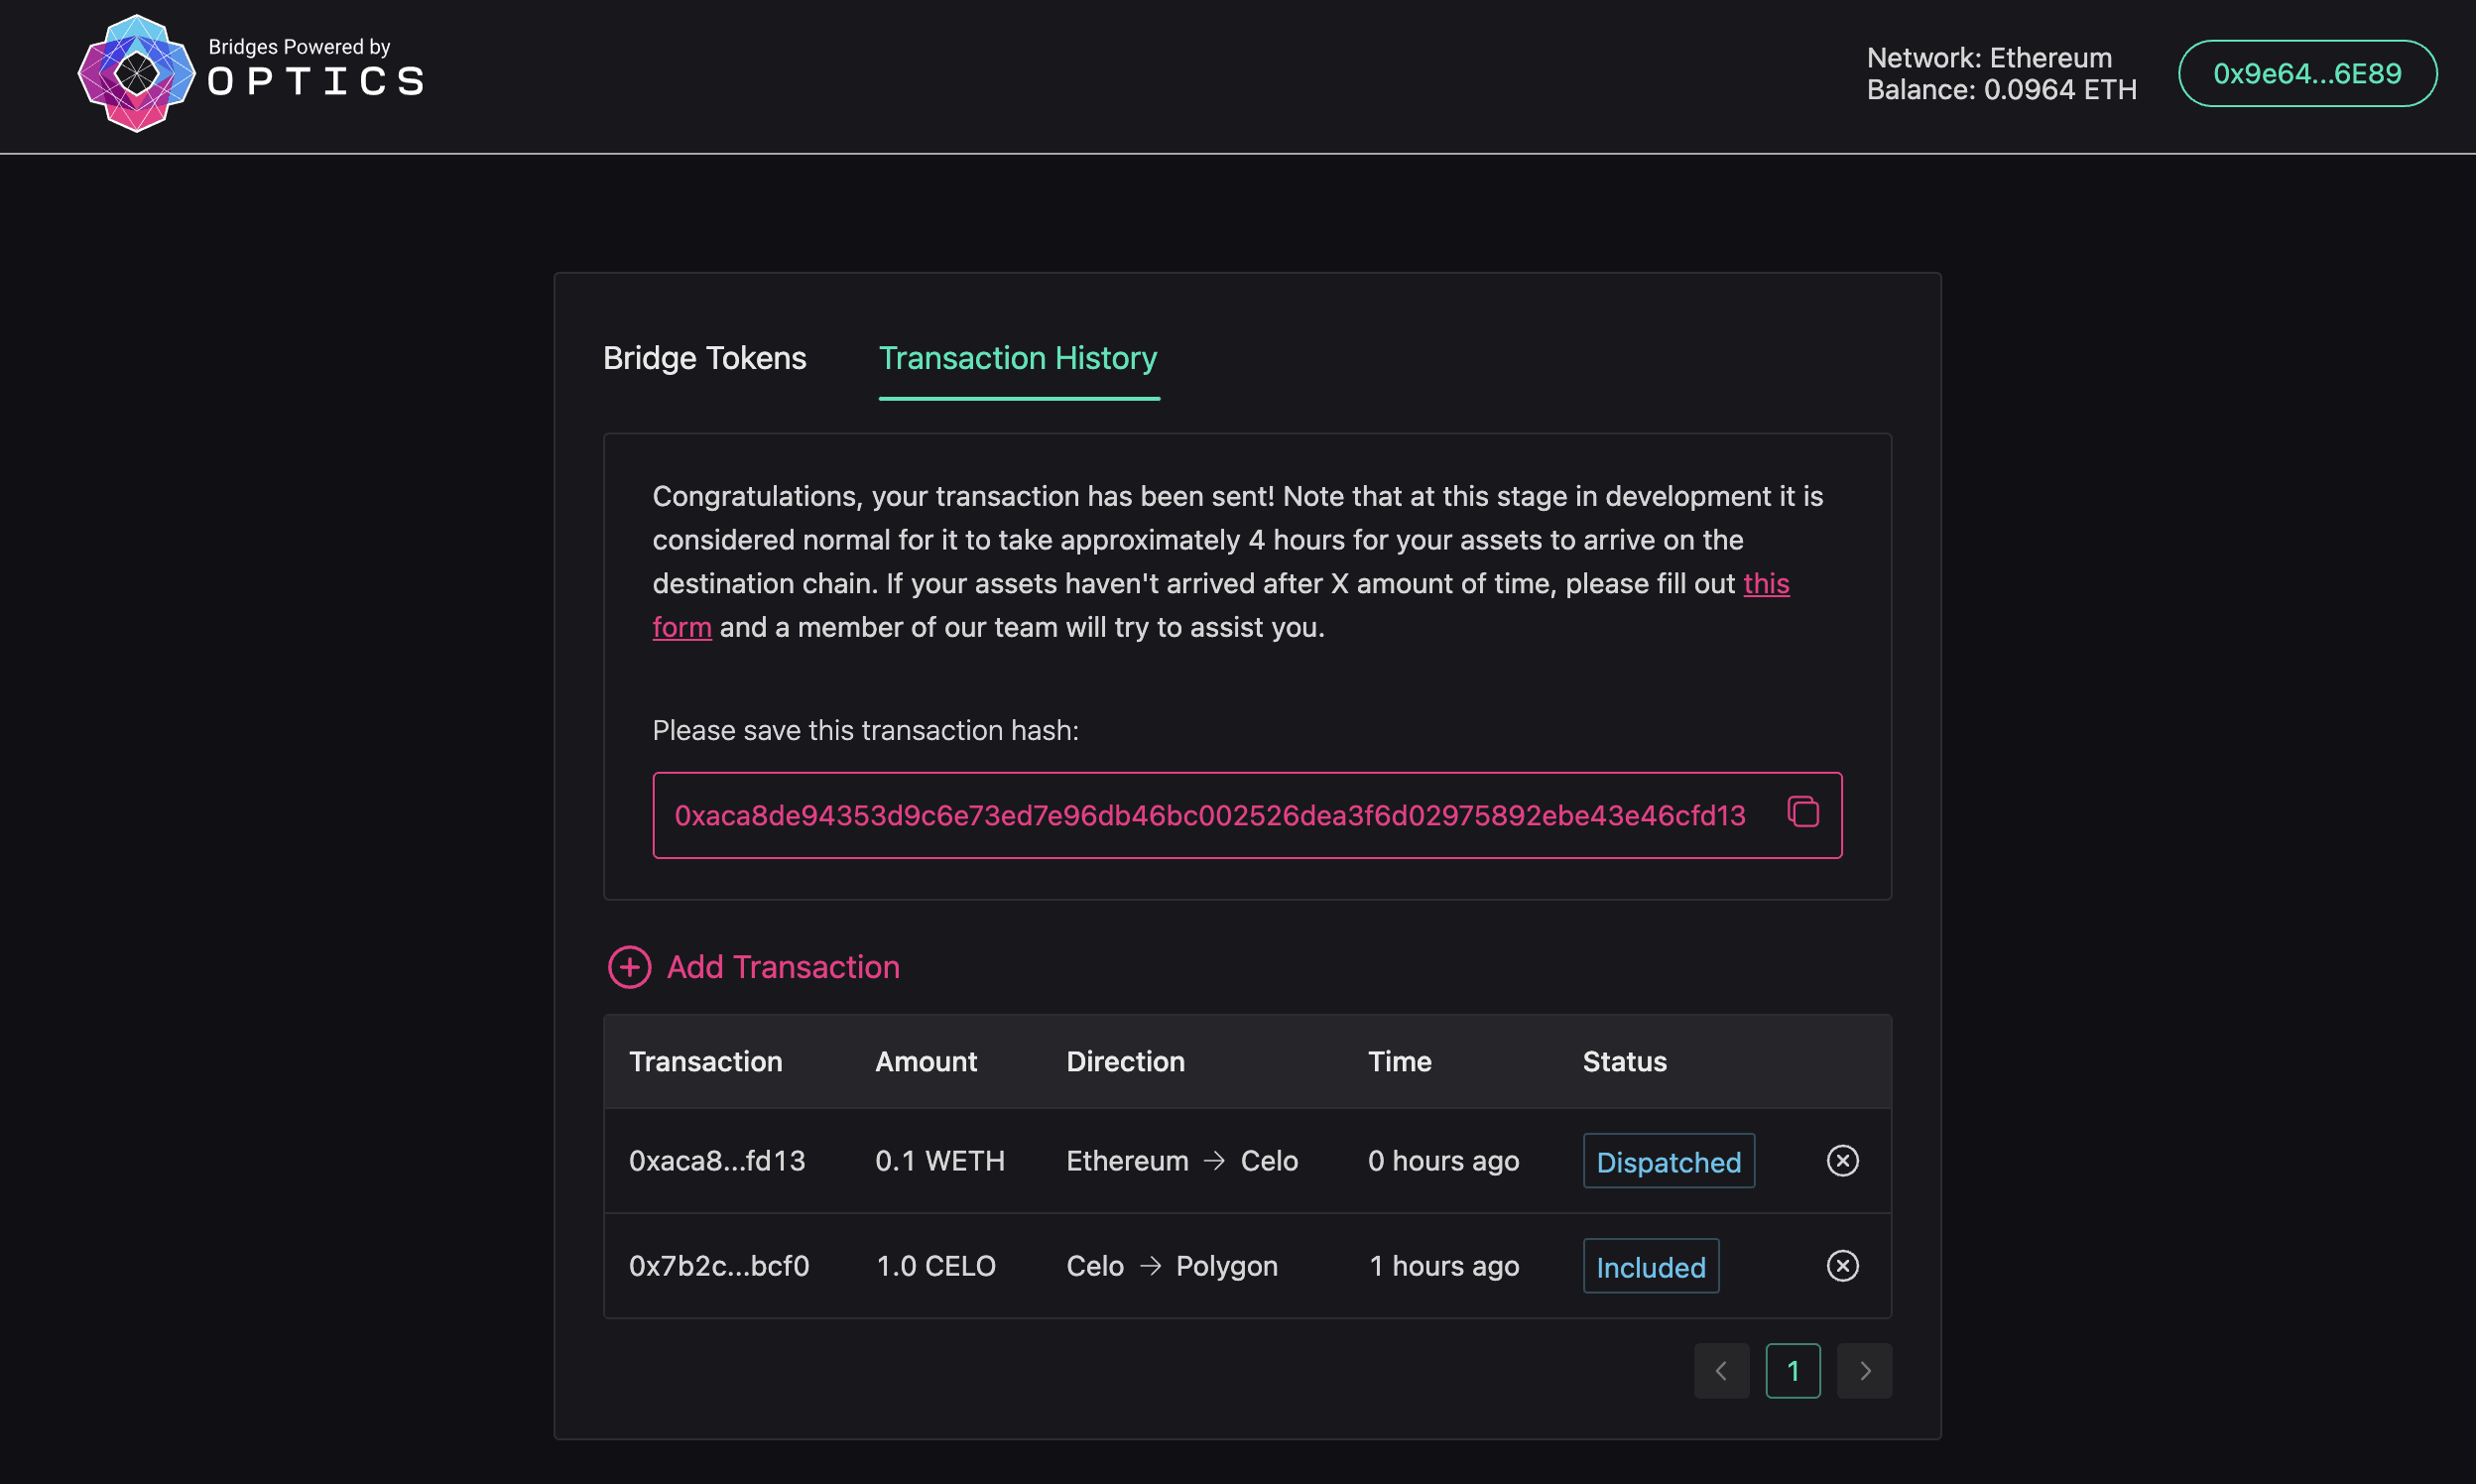 Bridges Powered by
OPTICS
Network: Ethereum
Balance: 0.0964 ETH
0x9e64...6E89
Bridge Tokens
Transaction History
Congratulations, your transaction has been sent! Note that at this stage in development it is
considered normal for it to take approximately 4 hours for your assets to arrive on the
destination chain. If your assets haven't arrived after X amount of time, please fill out this
form and a member of our team will try to assist you.
Please save this transaction hash:
0xaca8de94353d9c6e73ed7e96db46bc002526dea3f6d02975892ebe43e46cfd13
Add Transaction
Transaction Amount Direction Time Status
0xaca8...fd13 0.1 WETH Ethereum → Celo 0 hours ago Dispatched
0x7b2c...bcf0 1.0 CELO Celo → Polygon 1 hours ago Included
1